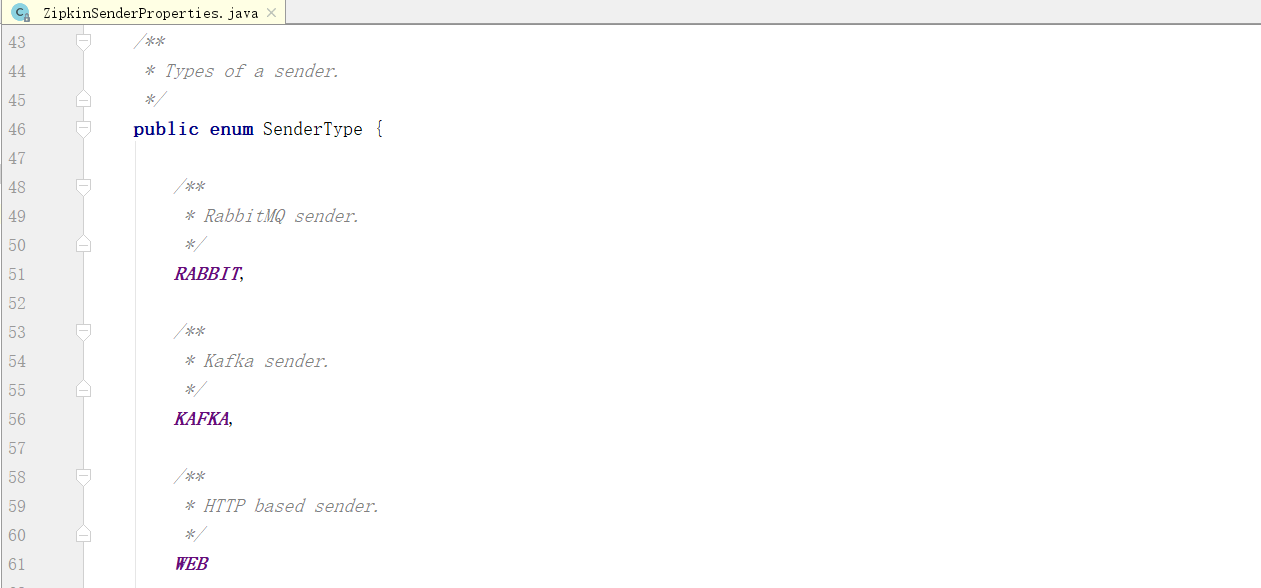 C ZipkinSenderProperties.java ×
43 /**
44 * Types of a sender.
45 */
46 public enum SenderType {
47
48 /**
49 * RabbitMQ sender.
50 */
51 RABBIT,
52
53 /**
54 * Kafka sender.
55 */
56 KAFKA,
57
58 /**
59 * HTTP based sender.
60 */
61 WEB